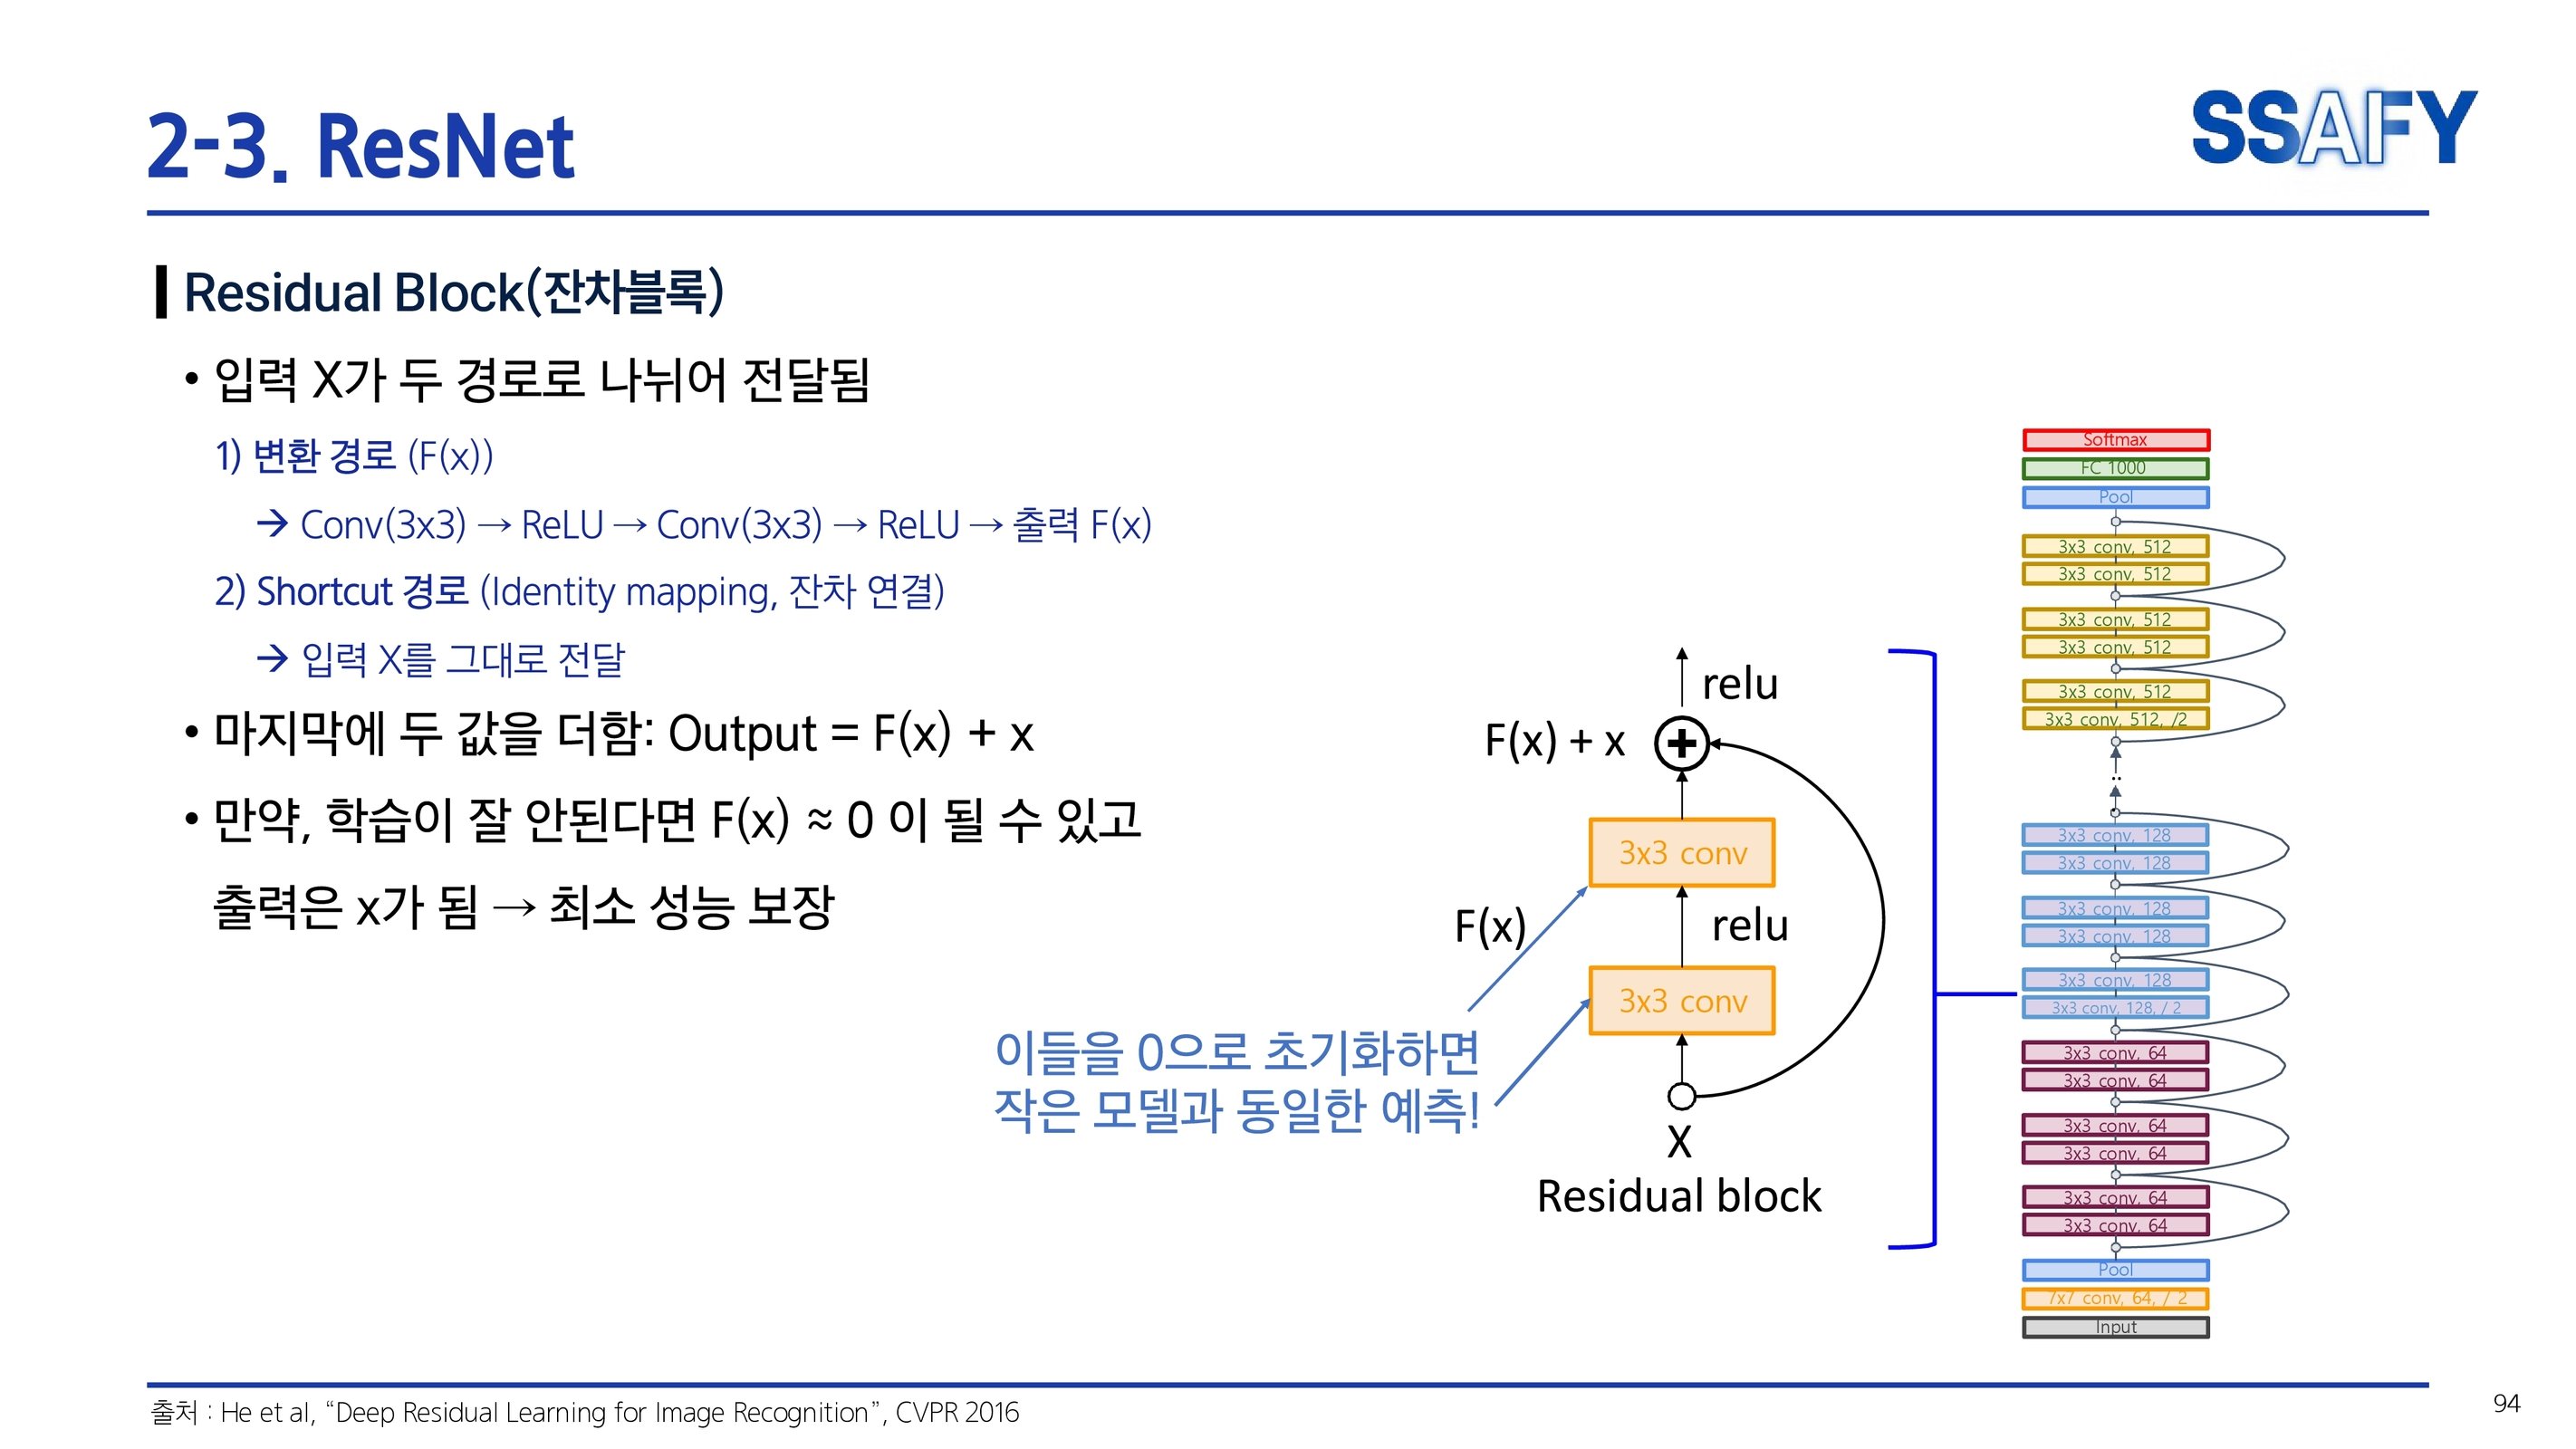 2-3. ResNet
SSAFY
Residual Block(잔차블록)
• 입력 X가 두 경로로 나뉘어 전달됨
1) 변환 경로 (F(x))
→ Conv(3x3) → ReLU → Conv(3x3) → ReLU → 출력 F(x)
2) Shortcut 경로 (Identity mapping, 잔차 연결)
→ 입력 X를 그대로 전달
• 마지막에 두 값을 더함: Output = F(x) + x
• 만약, 학습이 잘 안된다면 F(x) ≈ 0 이 될 수 있고
출력은 x가 됨 → 최소 성능 보장
이들을 0으로 초기화하면
작은 모델과 동일한 예측!
relu
F(x) + x
3x3 conv
F(x)
relu
3x3 conv
X
Residual block
Softmax
FC 1000
Pool
3x3 conv, 512
3x3 conv, 512
3x3 conv, 512
3x3 conv, 512
3x3 conv, 512
3x3 conv, 512, /2
..
3x3 conv, 128
3x3 conv, 128
3x3 conv, 128
3x3 conv, 128
3x3 conv, 128
3x3 conv, 128, / 2
3x3 conv, 64
3x3 conv, 64
3x3 conv, 64
3x3 conv, 64
3x3 conv, 64
3x3 conv, 64
Pool
7x7 conv, 64, / 2
Input
출처 : He et al, “Deep Residual Learning for Image Recognition”, CVPR 2016
94